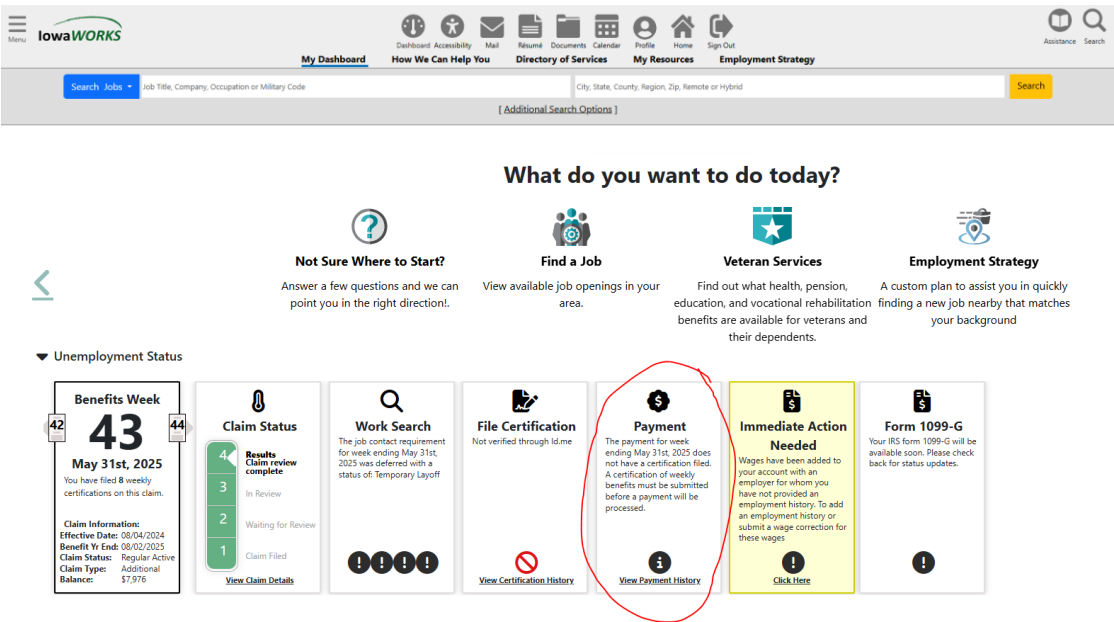 Menu
IowaWORKS
Dashboard Accessibility Mail Résumé Documents Calendar Profile Home Sign Out
Assistance Search
My Dashboard How We Can Help You Directory of Services My Resources Employment Strategy
Search Jobs Job Title, Company, Occupation or Military Code City, State, County, Region, Zip, Remote or Hybrid Search
[ Additional Search Options ]
What do you want to do today?
Not Sure Where to Start?
Answer a few questions and we can
point you in the right direction!.
Find a Job
View available job openings in your
area.
Veteran Services
Find out what health, pension,
education, and vocational rehabilitation
benefits are available for veterans and
their dependents.
Employment Strategy
A custom plan to assist you in quickly
finding a new job nearby that matches
your background
Unemployment Status
Benefits Week
42 43 44
May 31st, 2025
You have filed 8 weekly
certifications on this claim.
Claim Information:
Effective Date: 08/04/2024
Benefit Yr End: 08/02/2025
Claim Status: Regular Active
Claim Type: Additional
Balance: $7,976
Claim Status
4 Results
Claim review
complete
3 In Review
2 Waiting for Review
1 Claim Filed
View Claim Details
Work Search
The job contact requirement
for week ending May 31st,
2025 was deferred with a
status of: Temporary Layoff
File Certification
Not verified through Id.me
View Certification History
Payment
The payment for week
ending May 31st, 2025 does
not have a certification filed.
A certification of weekly
benefits must be submitted
before a payment will be
processed.
View Payment History
Immediate Action
Needed
Wages have been added to
your account with an
employer for whom you
have not provided an
employment history. To add
an employment history or
submit a wage correction for
these wages
Click Here
Form 1099-G
Your IRS form 1099-G will be
available soon. Please check
back for status updates.